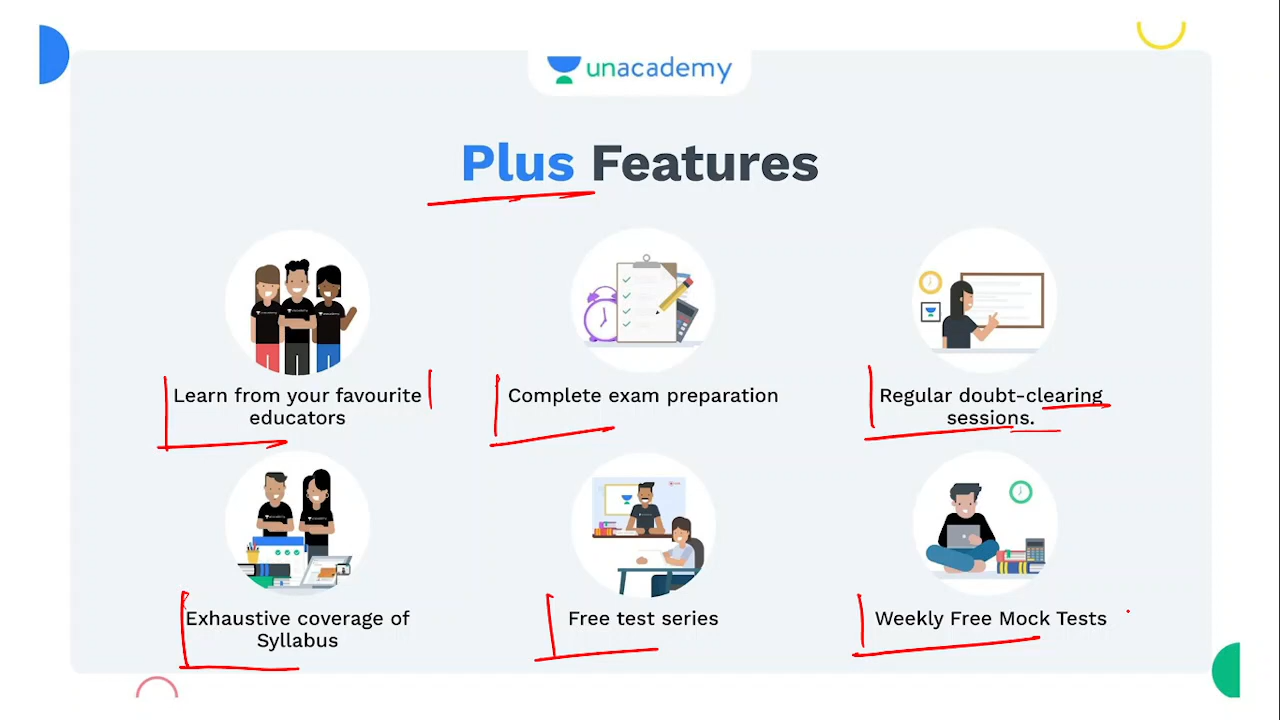 unacademy
Plus Features
Learn from your favourite
educators
Complete exam preparation
Regular doubt-clearing
sessions.
Exhaustive coverage of
Syllabus
Free test series
Weekly Free Mock Tests